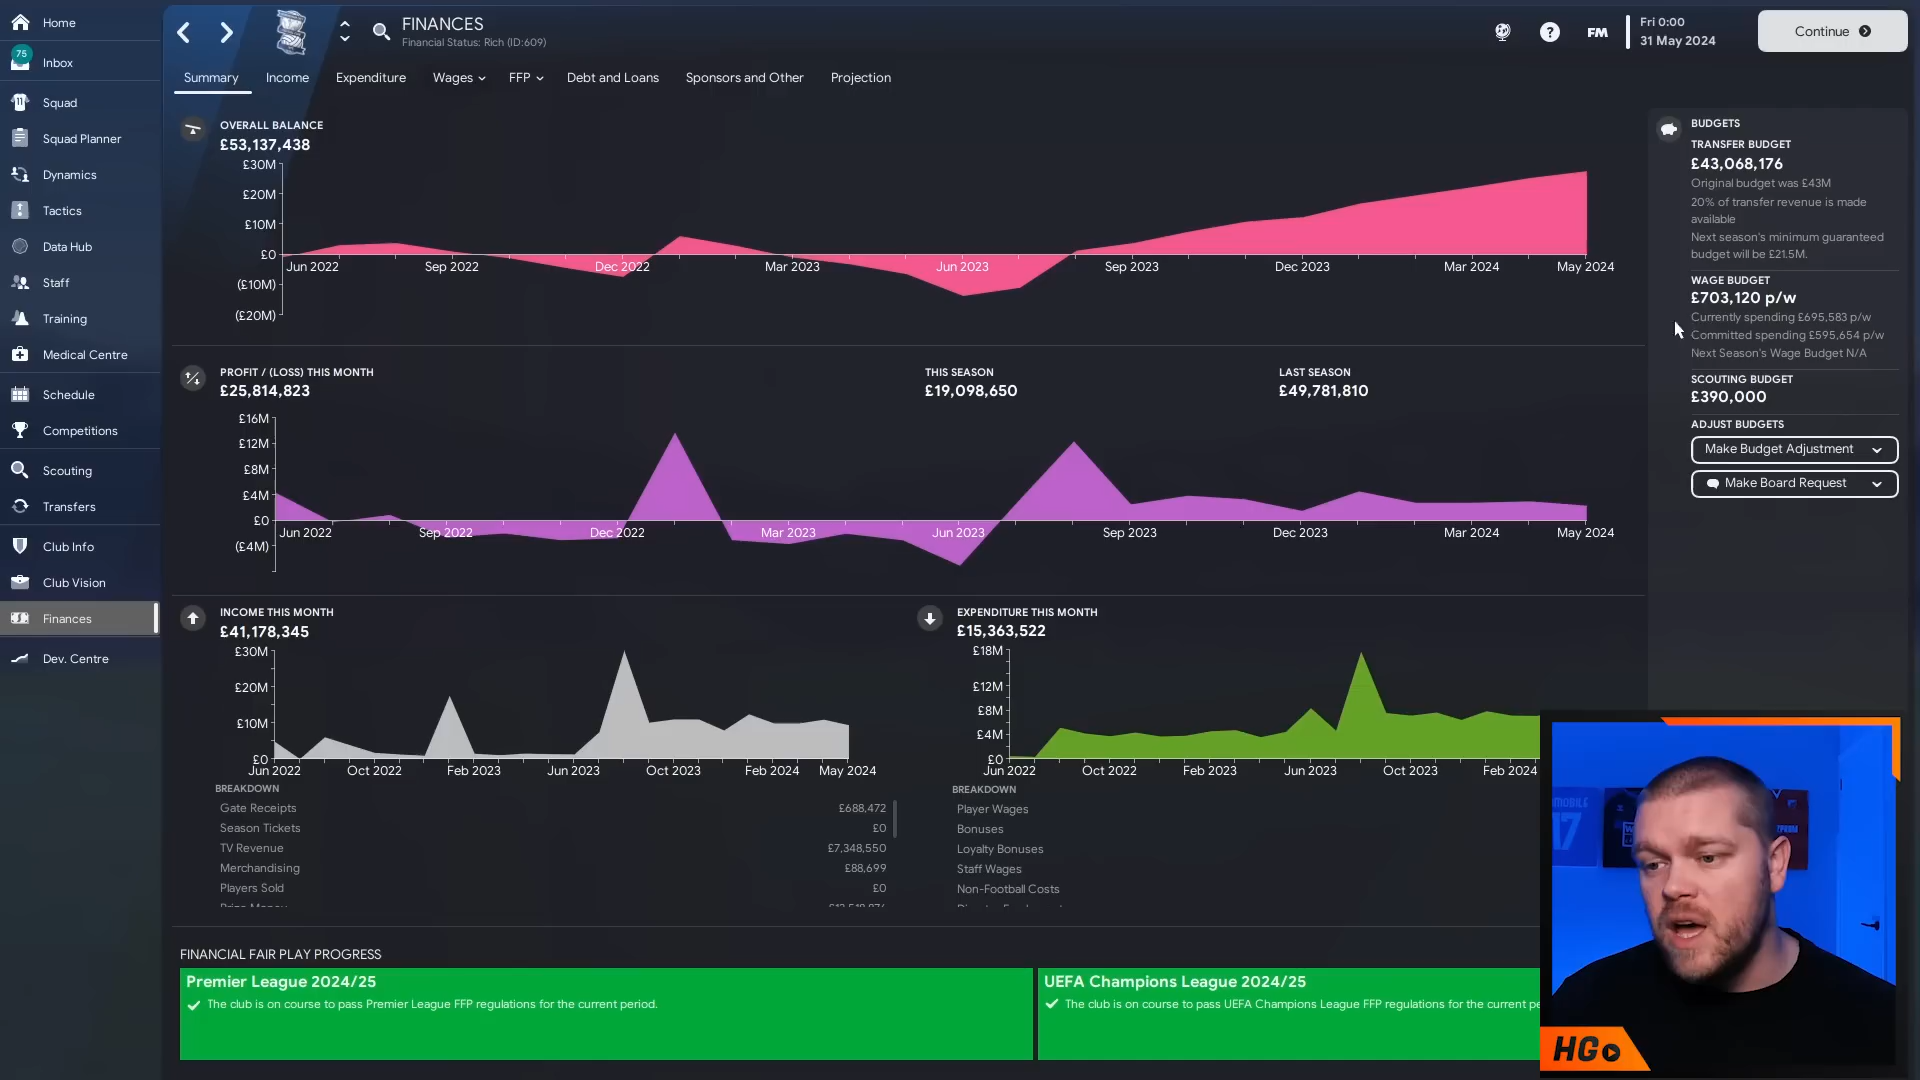 Home
75
Inbox
Squad
Squad Planner
Dynamics
Tactics
Data Hub
Staff
Training
Medical Centre
Schedule
Competitions
Scouting
Transfers
Club Info
Club Vision
Finances
Dev. Centre
FINANCES
Financial Status: Rich (ID:609)
?
FM
Fri 0:00
31 May 2024
Continue
Summary
Income
Expenditure
Wages
FFP
Debt and Loans
Sponsors and Other
Projection
OVERALL BALANCE
£53,137,438
£30M
£20M
£10M
£0
(£10M)
(£20M)
Jun 2022 Sep 2022 Dec 2022 Mar 2023 Jun 2023 Sep 2023 Dec 2023 Mar 2024 May 2024
PROFIT / (LOSS) THIS MONTH
£25,814,823
THIS SEASON
£19,098,650
LAST SEASON
£49,781,810
£16M
£12M
£8M
£4M
£0
(£4M)
Jun 2022 Sep 2022 Dec 2022 Mar 2023 Jun 2023 Sep 2023 Dec 2023 Mar 2024 May 2024
INCOME THIS MONTH
£41,178,345
£30M
£20M
£10M
£0
Jun 2022 Oct 2022 Feb 2023 Jun 2023 Oct 2023 Feb 2024 May 2024
BREAKDOWN
Gate Receipts £688,472
Season Tickets £0
TV Revenue £7,348,550
Merchandising £88,699
Players Sold £0
EXPENDITURE THIS MONTH
£15,363,522
£18M
£12M
£8M
£4M
£0
Jun 2022 Oct 2022 Feb 2023 Jun 2023 Oct 2023 Feb 2024
BREAKDOWN
Player Wages
Bonuses
Loyalty Bonuses
Staff Wages
Non-Football Costs
FINANCIAL FAIR PLAY PROGRESS
Premier League 2024/25
The club is on course to pass Premier League FFP regulations for the current period.
UEFA Champions League 2024/25
The club is on course to pass UEFA Champions League FFP regulations for the current pe
BUDGETS
TRANSFER BUDGET
£43,068,176
Original budget was £43M
20% of transfer revenue is made
available
Next season's minimum guaranteed
budget will be £21.5M.
WAGE BUDGET
£703,120 p/w
Currently spending £695,583 p/w
Committed spending £595,654 p/w
Next Season's Wage Budget N/A
SCOUTING BUDGET
£390,000
ADJUST BUDGETS
Make Budget Adjustment
Make Board Request
17
HG